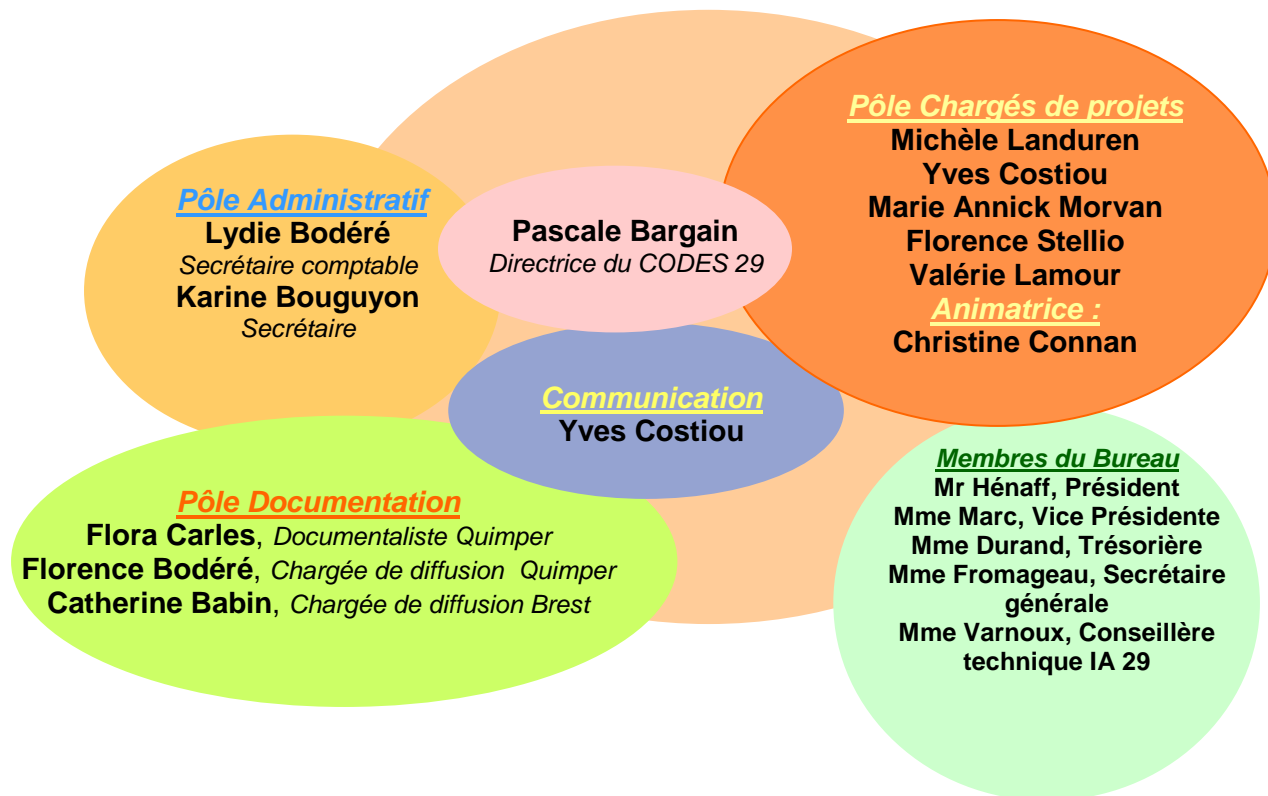 Pôle Administratif
Lydie Bodéré
Secrétaire comptable
Karine Bouguyon
Secrétaire
Pascale Bargain
Directrice du CODES 29
Pôle Chargés de projets
Michèle Landuren
Yves Costiou
Marie Annick Morvan
Florence Stellio
Valérie Lamour
Animatrice :
Christine Connan
Communication
Yves Costiou
Pôle Documentation
Flora Carles, Documentaliste Quimper
Florence Bodéré, Chargée de diffusion Quimper
Catherine Babin, Chargée de diffusion Brest
Membres du Bureau
Mr Hénaff, Président
Mme Marc, Vice Présidente
Mme Durand, Trésorière
Mme Fromageau, Secrétaire
générale
Mme Varnoux, Conseillère
technique IA 29